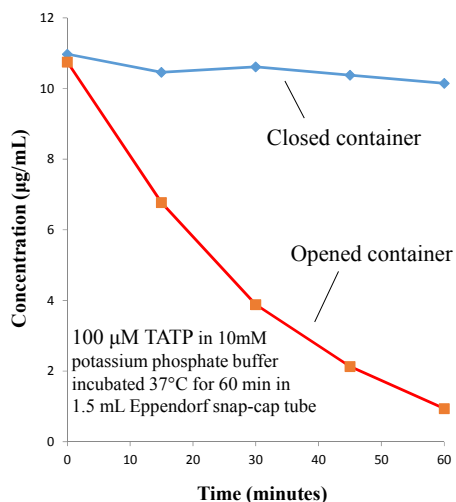 12
10
8
6
4
2
0
Concentration (µg/mL)
Closed container
Opened container
100 µM TATP in 10mM
potassium phosphate buffer
incubated 37°C for 60 min in
1.5 mL Eppendorf snap-cap tube
0 10 20 30 40 50 60
Time (minutes)